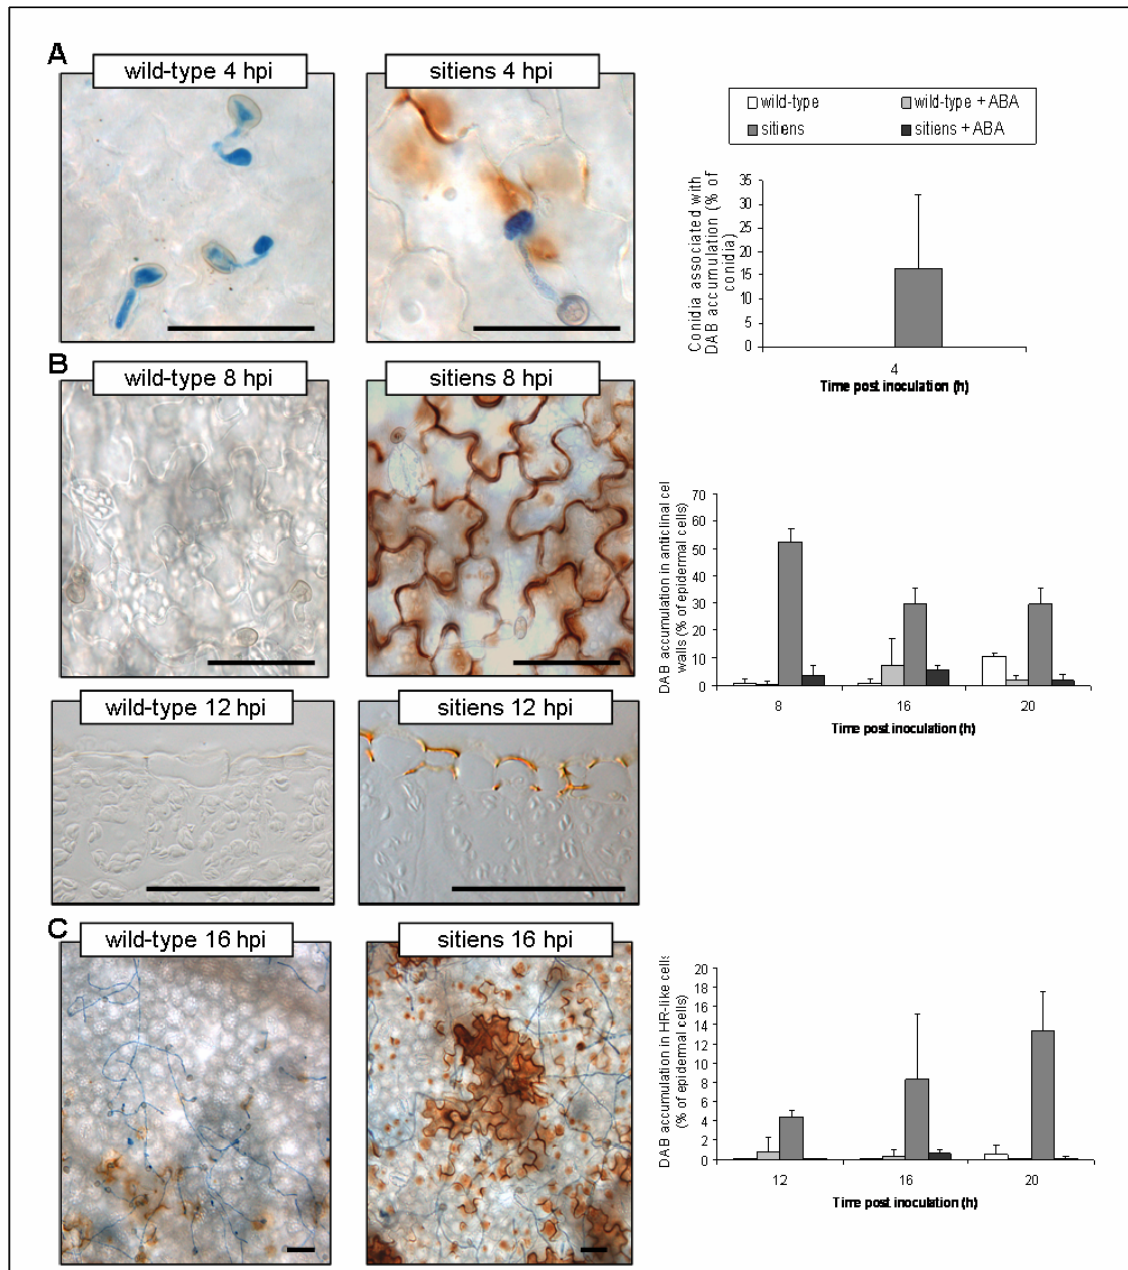 A
wild-type 4 hpi
sitiens 4 hpi
wild-type
wild-type + ABA
sitiens
sitiens + ABA
Conidia associated with
DAB accumulation (% of
conidia)
35
30
25
20
15
10
5
0
4
Time post inoculation (h)
B
wild-type 8 hpi
sitiens 8 hpi
DAB accumulation in anticlinal cel
walls (% of epidermal cells)
70
60
50
40
30
20
10
0
8
16
20
Time post inoculation (h)
wild-type 12 hpi
sitiens 12 hpi
C
wild-type 16 hpi
sitiens 16 hpi
DAB accumulation in HR-like cells
(% of epidermal cells)
20
18
16
14
12
10
8
6
4
2
0
12
16
20
Time post inoculation (h)